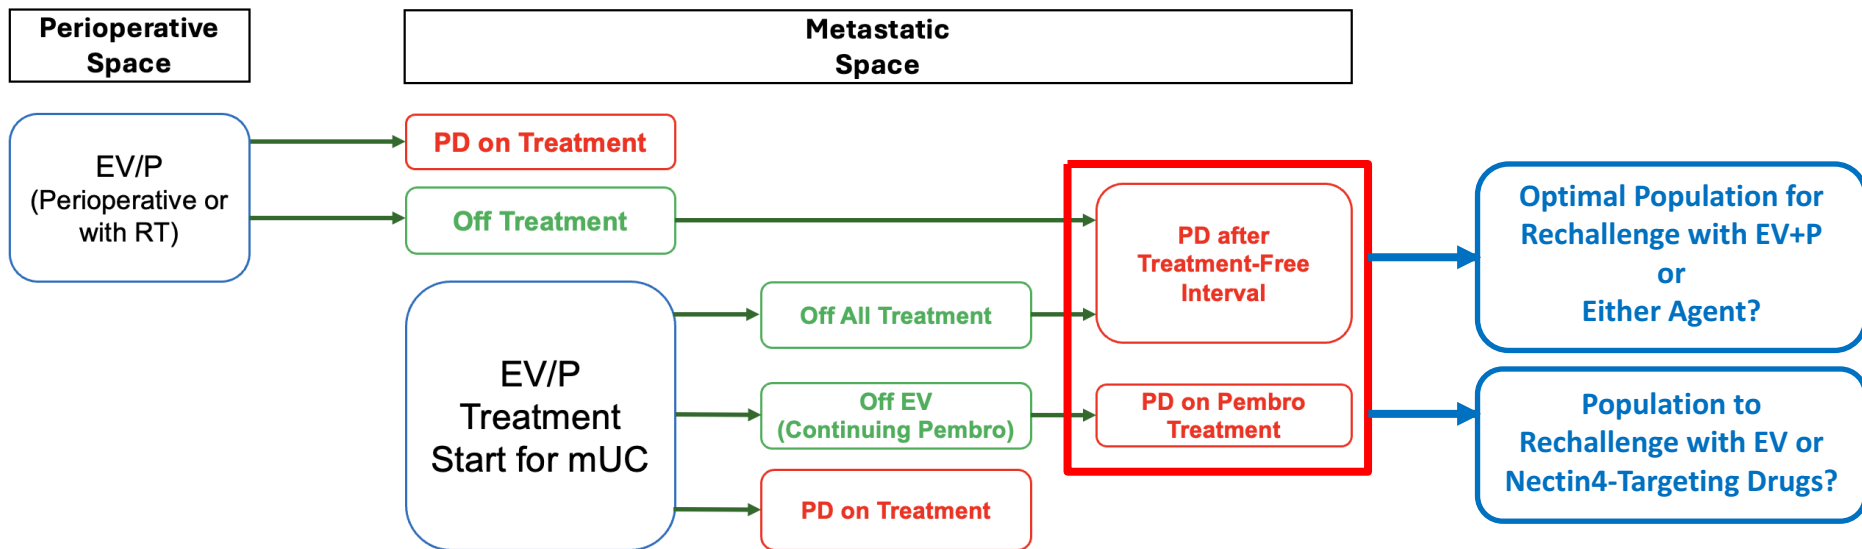 Perioperative
Space
Metastatic
Space
EV/P
(Perioperative or
with RT)
PD on Treatment
Off Treatment
EV/P
Treatment
Start for mUC
Off All Treatment
Off EV
(Continuing Pembro)
PD on Treatment
PD after
Treatment-Free
Interval
PD on Pembro
Treatment
Optimal Population for
Rechallenge with EV+P
or
Either Agent?
Population to
Rechallenge with EV or
Nectin4-Targeting Drugs?